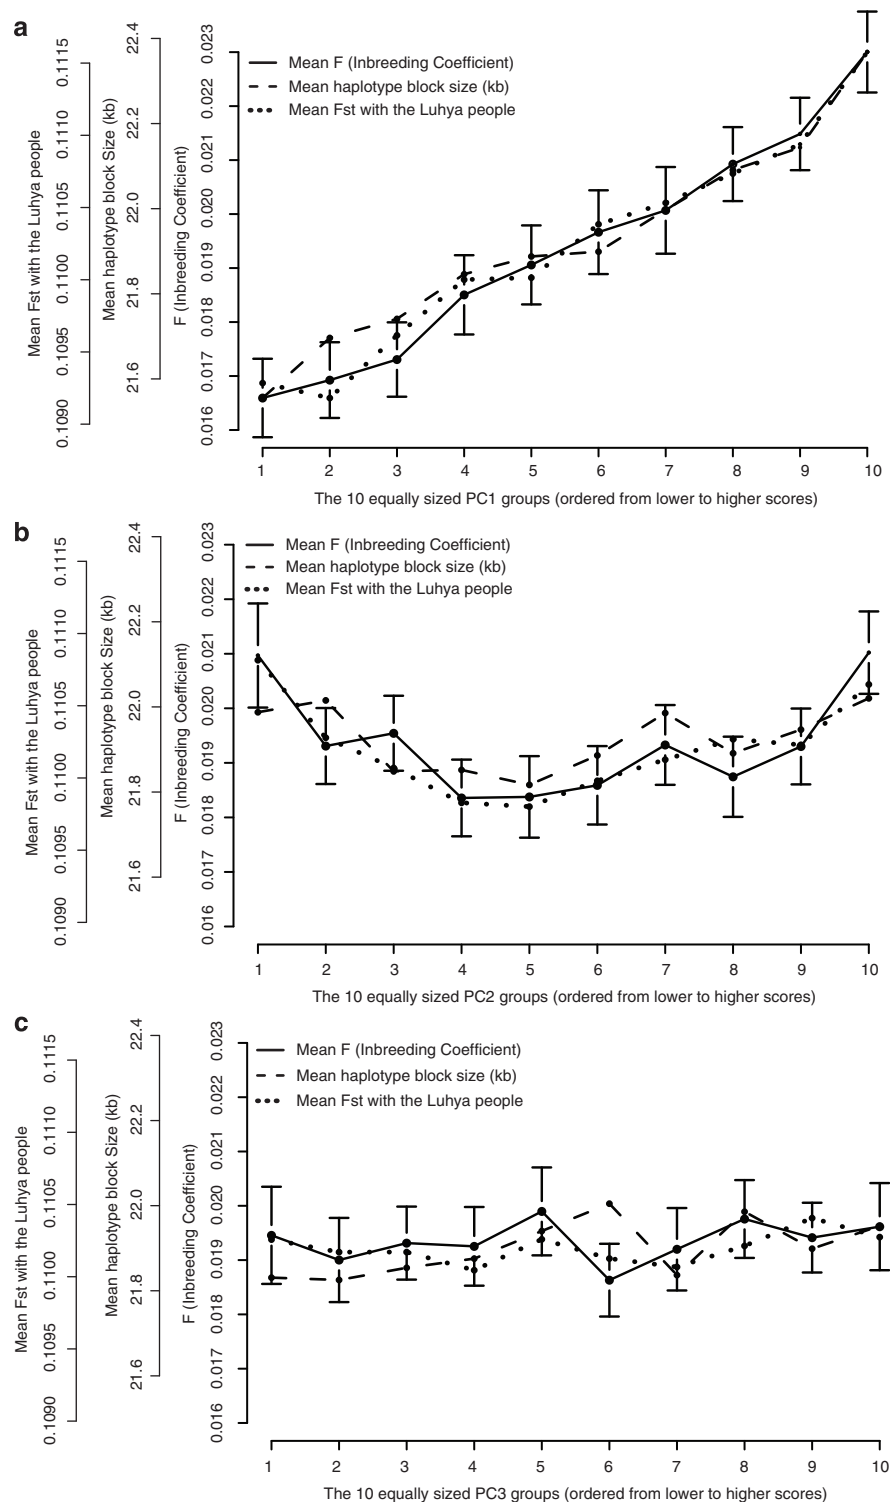 a
Mean Fst with the Luhya people
0.1090 0.1095 0.1100 0.1105 0.1110 0.1115
Mean haplotype block Size (kb)
21.6 21.8 22.0 22.2 22.4
F (Inbreeding Coefficient)
0.016 0.017 0.018 0.019 0.020 0.021 0.022 0.023
Mean F (Inbreeding Coefficient)
Mean haplotype block size (kb)
Mean Fst with the Luhya people
1 2 3 4 5 6 7 8 9 10
The 10 equally sized PC1 groups (ordered from lower to higher scores)
b
Mean Fst with the Luhya people
0.1090 0.1095 0.1100 0.1105 0.1110 0.1115
Mean haplotype block Size (kb)
21.6 21.8 22.0 22.2 22.4
F (Inbreeding Coefficient)
0.016 0.017 0.018 0.019 0.020 0.021 0.022 0.023
Mean F (Inbreeding Coefficient)
Mean haplotype block size (kb)
Mean Fst with the Luhya people
1 2 3 4 5 6 7 8 9 10
The 10 equally sized PC2 groups (ordered from lower to higher scores)
c
Mean Fst with the Luhya people
0.1090 0.1095 0.1100 0.1105 0.1110 0.1115
Mean haplotype block Size (kb)
21.6 21.8 22.0 22.2 22.4
F (Inbreeding Coefficient)
0.016 0.017 0.018 0.019 0.020 0.021 0.022 0.023
Mean F (Inbreeding Coefficient)
Mean haplotype block size (kb)
Mean Fst with the Luhya people
1 2 3 4 5 6 7 8 9 10
The 10 equally sized PC3 groups (ordered from lower to higher scores)